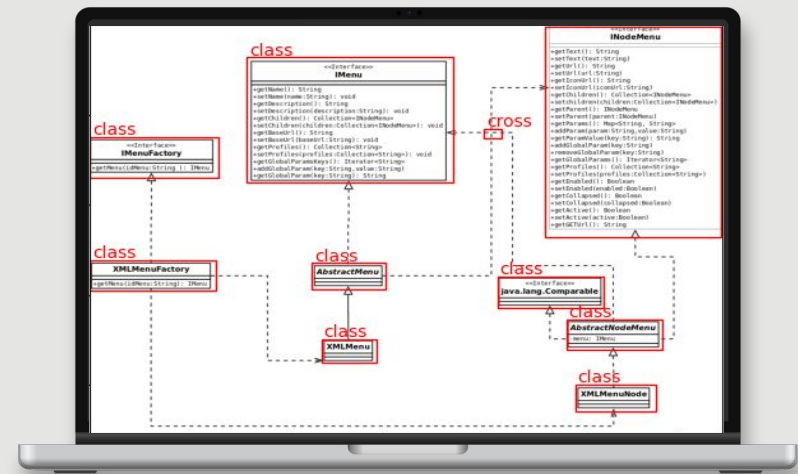 class
<<Interface>>
IMenu
+getName(): String
+setName(name:String): void
+getDescription(): String
+setDescription(description:String): void
+getChildren(): Collection<INodeMenu>
+setChildren(children:Collection<INodeMenu>): void
+getBaseUrl(): String
+setBaseUrl(baseUrl:String): void
+getProfiles(): Collection<String>
+setProfiles(profiles:Collection<String>): void
+getGlobalParamsKeys(): Iterator<String>
+addGlobalParam(key:String,value:String)
+getGlobalParam(key:String): String
<<Interface>>
INodeMenu
+getText(): String
+setText(text:String)
+getUrl(): String
+setUrl(url:String)
+getIconUrl(): String
+setIconUrl(iconUrl:String)
+getChildren(): Collection<INodeMenu>
+setChildren(children:Collection<INodeMenu>)
+getParent(): INodeMenu
+setParent(parent:INodeMenu)
+getParams(): Map<String, String>
+addParam(param:String,value:String)
+getParamValue(key:String): String
+addGlobalParam(key:String)
+removeGlobalParam(key:String)
+getGlobalParams(): Iterator<String>
+getProfiles(): Collection<String>
+setProfiles(profiles:Collection<String>)
+getEnabled(): Boolean
+setEnabled(enabled:Boolean)
+getCollapsed(): Boolean
+setCollapsed(collapsed:Boolean)
+getActive(): Boolean
+setActive(active:Boolean)
+getGETUrl(): String
cross
class
<<Interface>>
IMenuFactory
+getMenu(idMenu:String ): IMenu
class
XMLMenuFactory
+getMenu(idMenu:String): IMenu
class
AbstractMenu
class
<<Interface>>
java.lang.Comparable
class
AbstractNodeMenu
-menu: IMenu
class
XMLMenu
class
XMLMenuNode